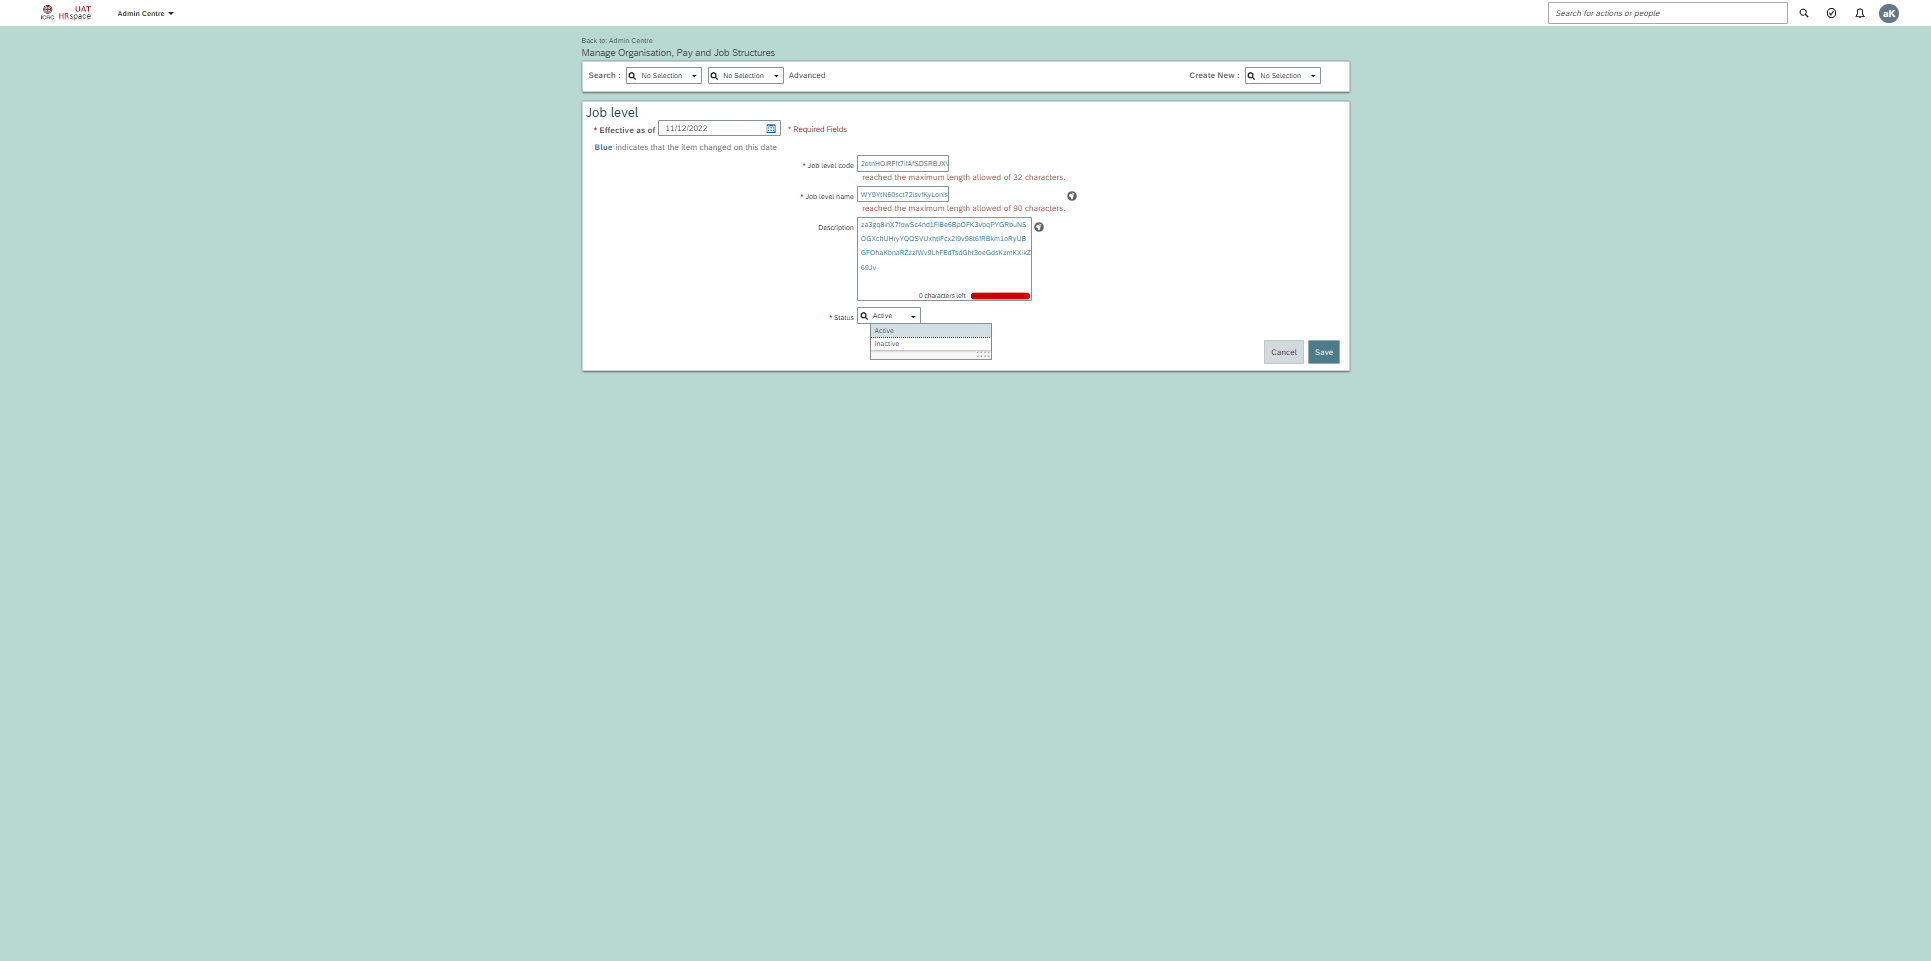 ICRC
UAT
HRspace
Admin Centre
Search for actions or people
aK
Back to: Admin Centre
Manage Organisation, Pay and Job Structures
Search : No Selection No Selection Advanced
Create New : No Selection
Job level
* Effective as of 11/12/2022 * Required Fields
Blue indicates that the item changed on this date
* Job level code
reached the maximum length allowed of 32 characters.
* Job level name
reached the maximum length allowed of 90 characters.
Description
69Jv
0 characters left
* Status Active
Active
Inactive
Cancel Save